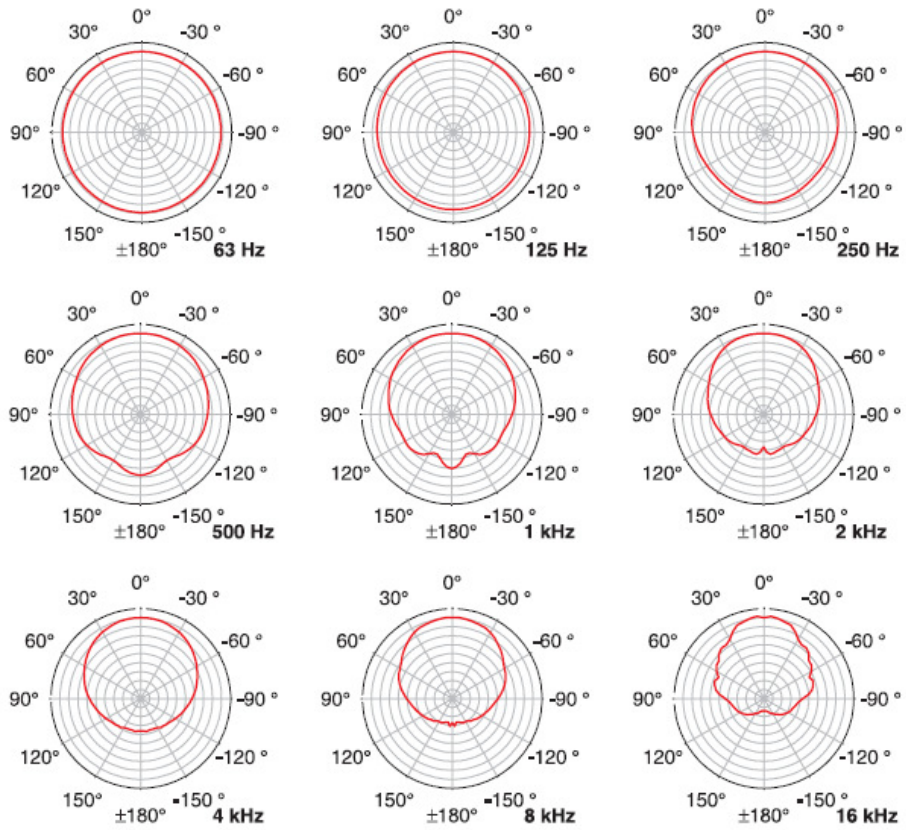 0° 0° 0°
30° -30 ° 30° -30 ° 30° -30 °
60° -60 ° 60° -60 ° 60° -60 °
90° -90 ° 90° -90 ° 90° -90 °
120° -120 ° 120° -120 ° 120° -120 °
150° -150 ° 150° -150 ° 150° -150 °
±180° 63 Hz ±180° 125 Hz ±180° 250 Hz
0° 0° 0°
30° -30 ° 30° -30 ° 30° -30 °
60° -60 ° 60° -60 ° 60° -60 °
90° -90 ° 90° -90 ° 90° -90 °
120° -120 ° 120° -120 ° 120° -120 °
150° -150 ° 150° -150 ° 150° -150 °
±180° 500 Hz ±180° 1 kHz ±180° 2 kHz
0° 0° 0°
30° -30 ° 30° -30 ° 30° -30 °
60° -60 ° 60° -60 ° 60° -60 °
90° -90 ° 90° -90 ° 90° -90 °
120° -120 ° 120° -120 ° 120° -120 °
150° -150 ° 150° -150 ° 150° -150 °
±180° 4 kHz ±180° 8 kHz ±180° 16 kHz